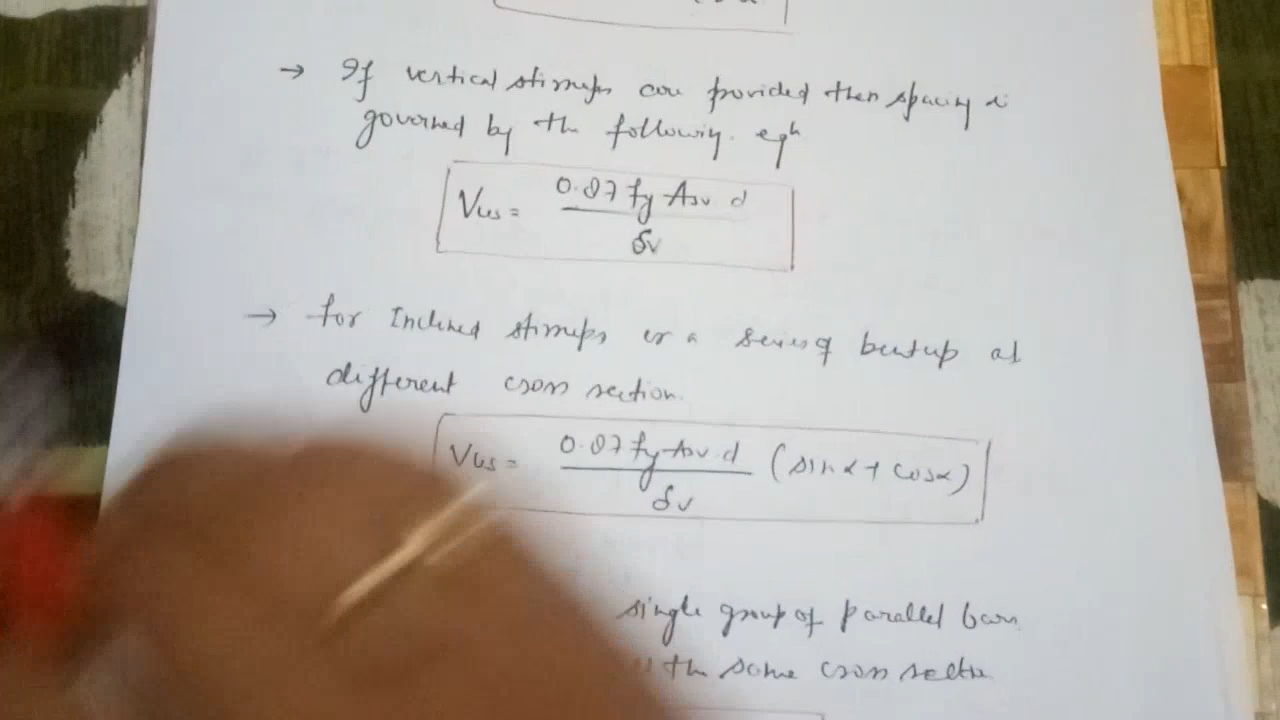 → If vertical stirrups are provided then spacing is
governed by the following. eqn
Vus = 0.87 fy Asv d
Sv
→ for Inclined stirrups or a series of bentup at
different cross section.
Vus = 0.87 fy Asv.d (sinα + cosα)
Sv
single group of parallel bars
the same cross section